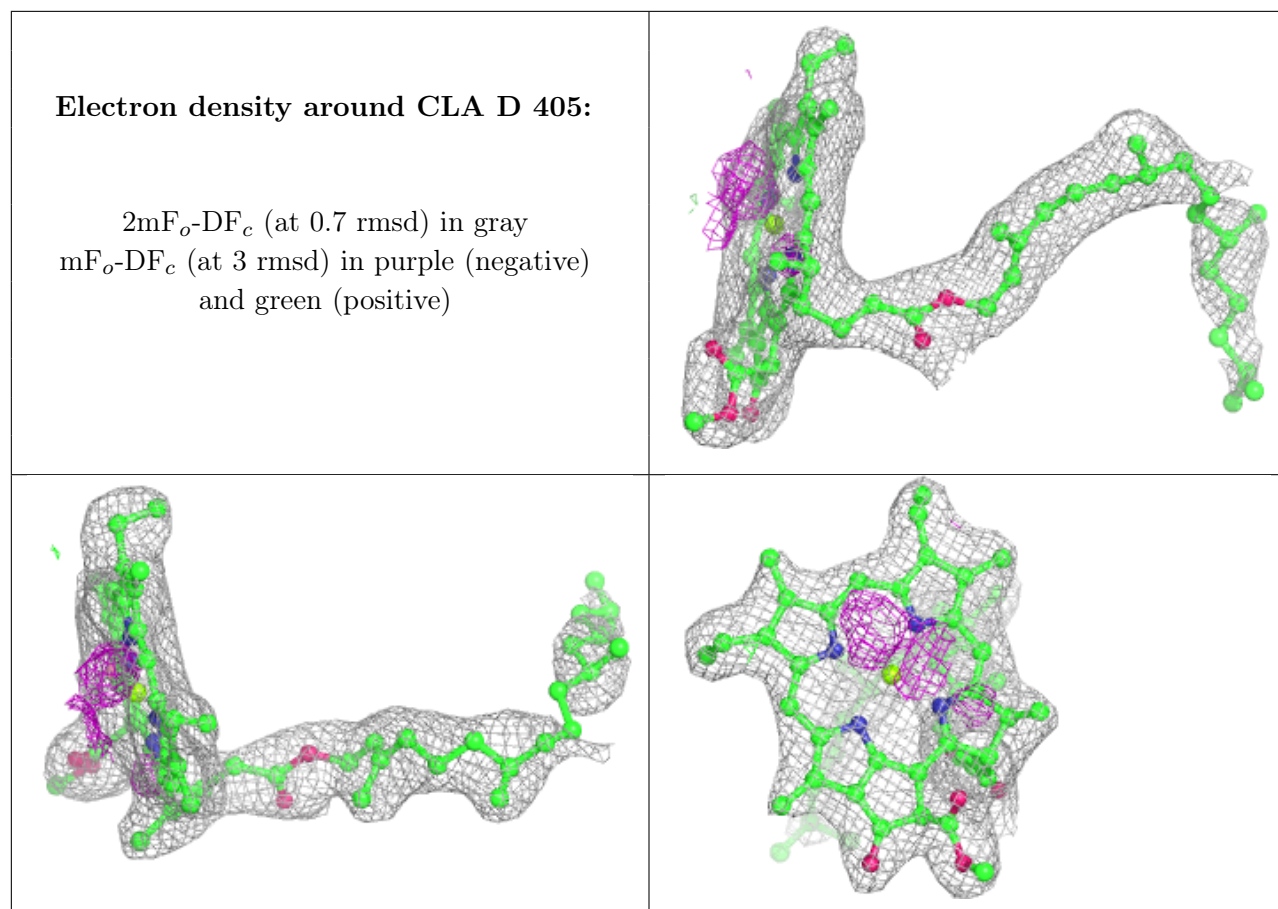 Electron density around CLA D 405:
2mFo-DFc (at 0.7 rmsd) in gray
mFo-DFc (at 3 rmsd) in purple (negative)
and green (positive)